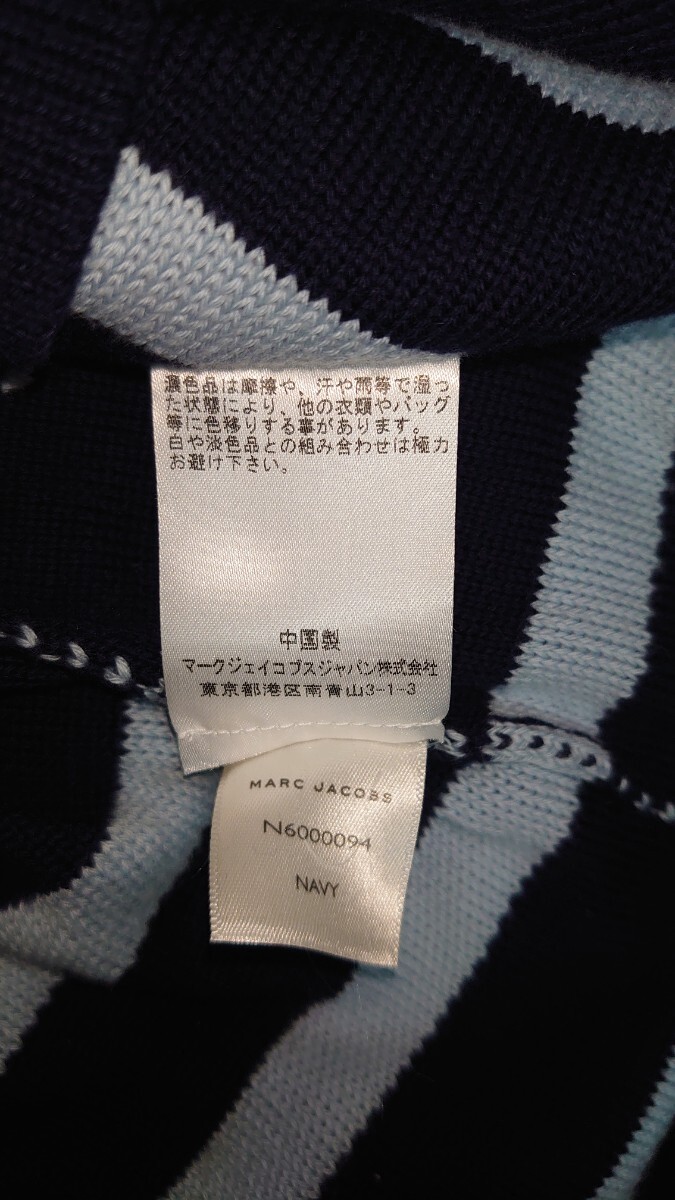 濃色品は摩擦や、汗や雨等で湿っ
た状態により、他の衣類やバッグ
等に色移りする事があります。
白や淡色品との組み合わせは極力
お避け下さい。
中国製
マークジェイコブスジャパン株式会社
東京都港区南青山3-1-3
MARC JACOBS
N6000094
NAVY